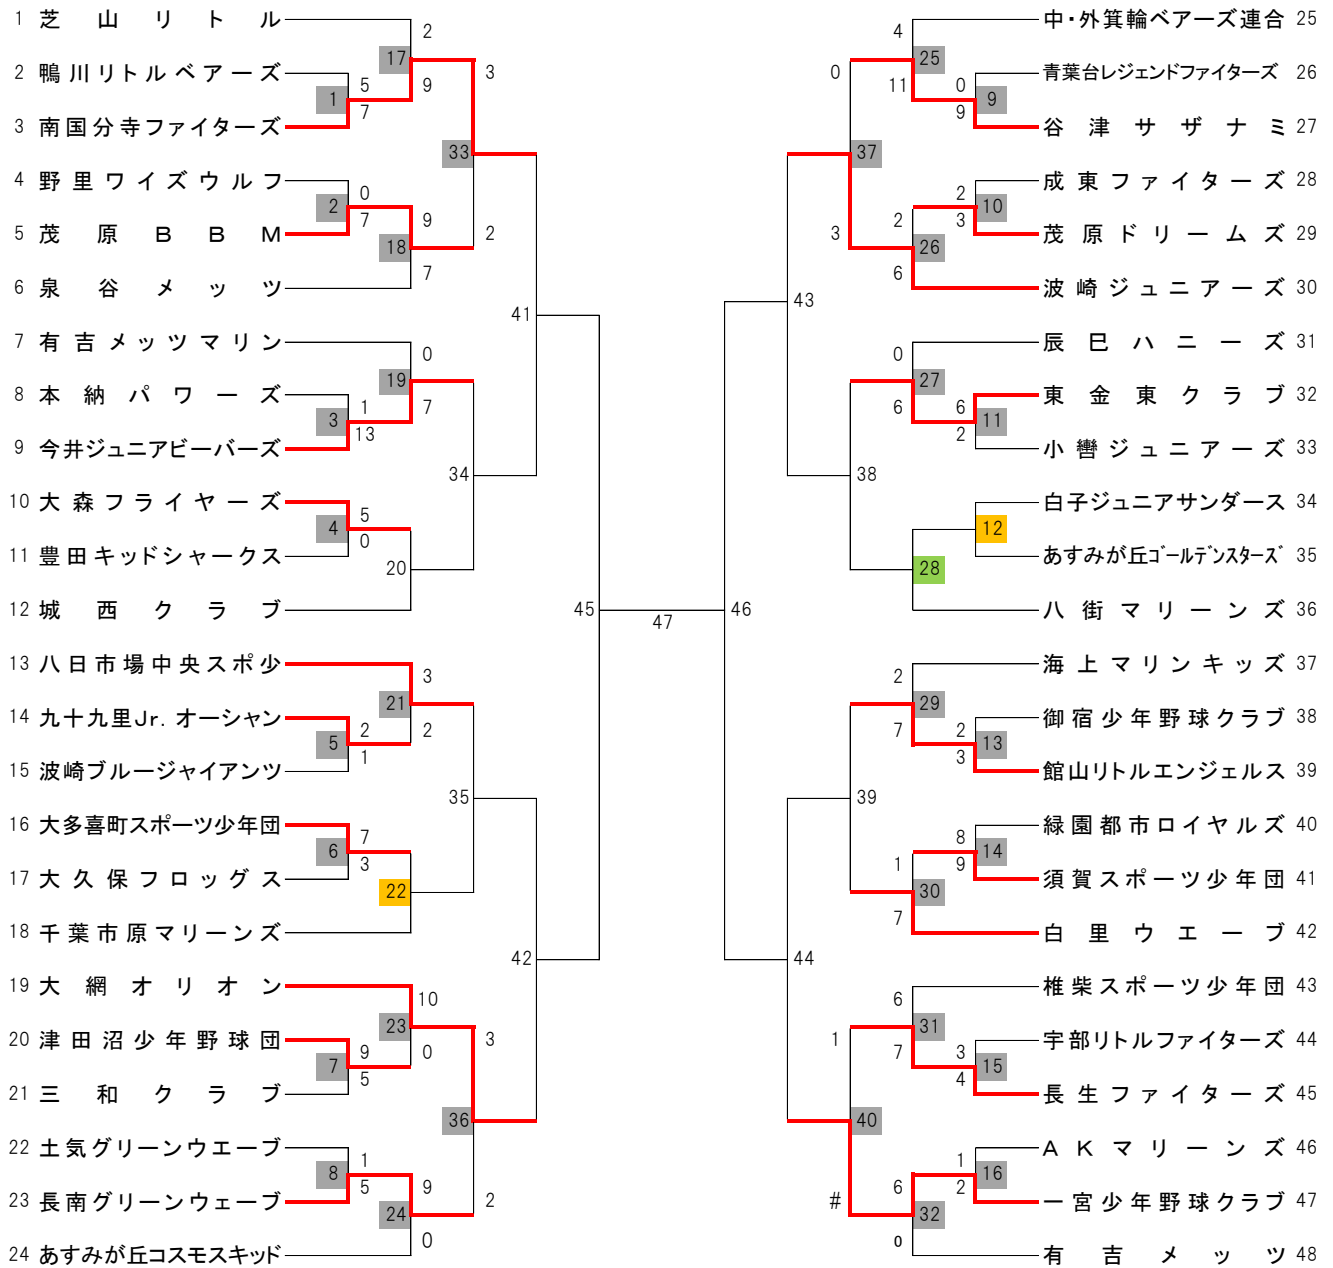 1 芝山リトル
2 鴨川リトルベアーズ
3 南国分寺ファイターズ
4 野里ワイズウルフ
5 茂原BBM
6 泉谷メッツ
7 有吉メッツマリン
8 本納パワーズ
9 今井ジュニアビーバーズ
10 大森フライヤーズ
11 豊田キッドシャークス
12 城西クラブ
13 八日市場中央スポ少
14 九十九里Jr.オーシャン
15 波崎ブルージャイアンツ
16 大多喜町スポーツ少年団
17 大久保フロッグス
18 千葉市原マリーンズ
19 大網オリオン
20 津田沼少年野球団
21 三和クラブ
22 土気グリーンウエーブ
23 長南グリーンウェーブ
24 あすみが丘コスモスキッド
1 5 7
2 0 7
3 1 13
4 5 0
5 2 1
6 7 3
7 9 5
8 1 5
17 2 9
18 9 7
19 0 7
20
21 3 2
22
23 10 0
24 9 0
33 3 2
34
35
36 3 2
41
42
45
47
46
43
44
37 0 3
38
39
40 1 #
25 4 11
26 2 6
27 0 6
28
29 2 7
30 1 7
31 6 7
32 6 0
9 0 9
10 2 3
11 6 2
12
13 2 3
14 8 9
15 3 4
16 1 2
中・外箕輪ベアーズ連合 25
青葉台レジェンドファイターズ 26
谷津サザナミ 27
成東ファイターズ 28
茂原ドリームズ 29
波崎ジュニアーズ 30
辰巳ハニーズ 31
東金東クラブ 32
小轡ジュニアーズ 33
白子ジュニアサンダース 34
あすみが丘ゴールデンスターズ 35
八街マリーンズ 36
海上マリンキッズ 37
御宿少年野球クラブ 38
館山リトルエンジェルス 39
緑園都市ロイヤルズ 40
須賀スポーツ少年団 41
白里ウエーブ 42
椎柴スポーツ少年団 43
宇部リトルファイターズ 44
長生ファイターズ 45
AKマリーンズ 46
一宮少年野球クラブ 47
有吉メッツ 48